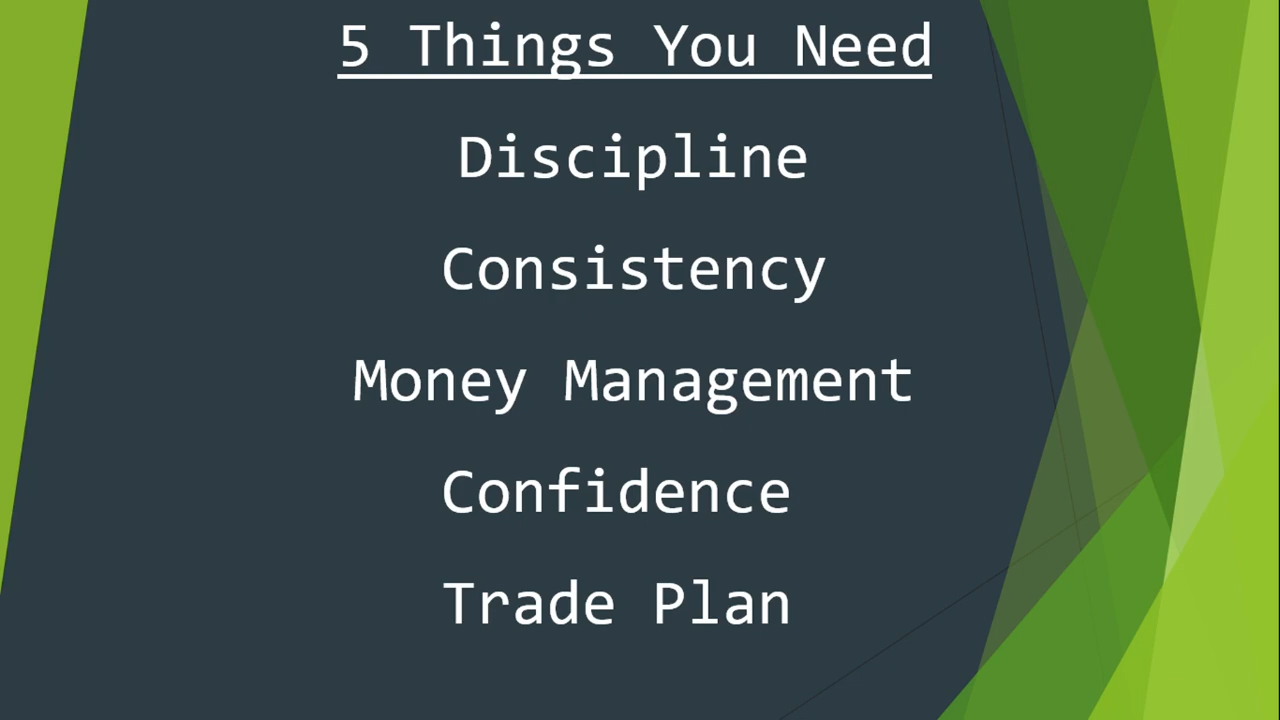 5 Things You Need
Discipline
Consistency
Money Management
Confidence
Trade Plan